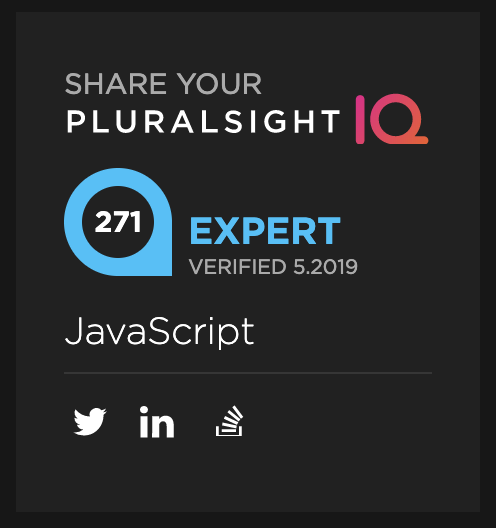 SHARE YOUR
PLURALSIGHT IQ
271
EXPERT
VERIFIED 5.2019
JavaScript
in